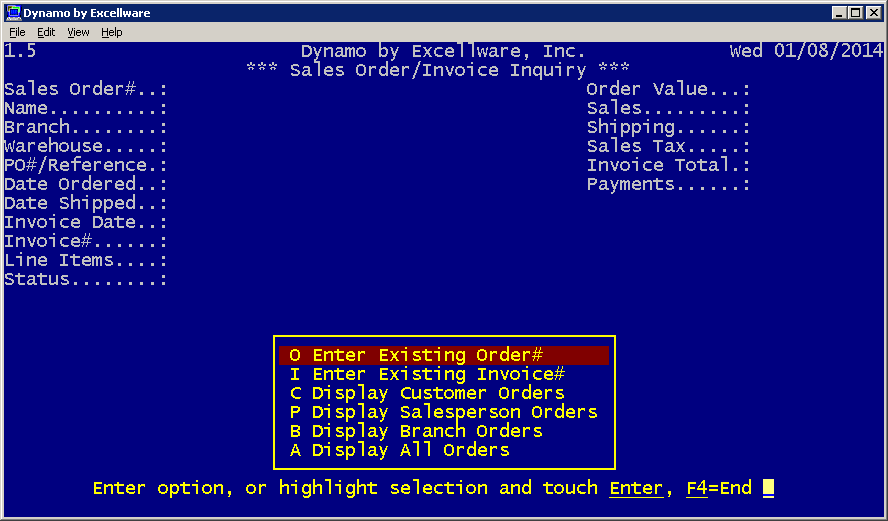 Dynamo by Excellware
File Edit View Help
1.5 Dynamo by Excellware, Inc. Wed 01/08/2014
*** Sales Order/Invoice Inquiry ***
Sales Order#..: Order Value...:
Name..........: Sales.........:
Branch........: Shipping......:
Warehouse.....: Sales Tax.....:
PO#/Reference.: Invoice Total.:
Date Ordered..: Payments......:
Date Shipped..:
Invoice Date..:
Invoice#......:
Line Items....:
Status........:
O Enter Existing Order#
I Enter Existing Invoice#
C Display Customer Orders
P Display Salesperson Orders
B Display Branch Orders
A Display All Orders
Enter option, or highlight selection and touch Enter, F4=End